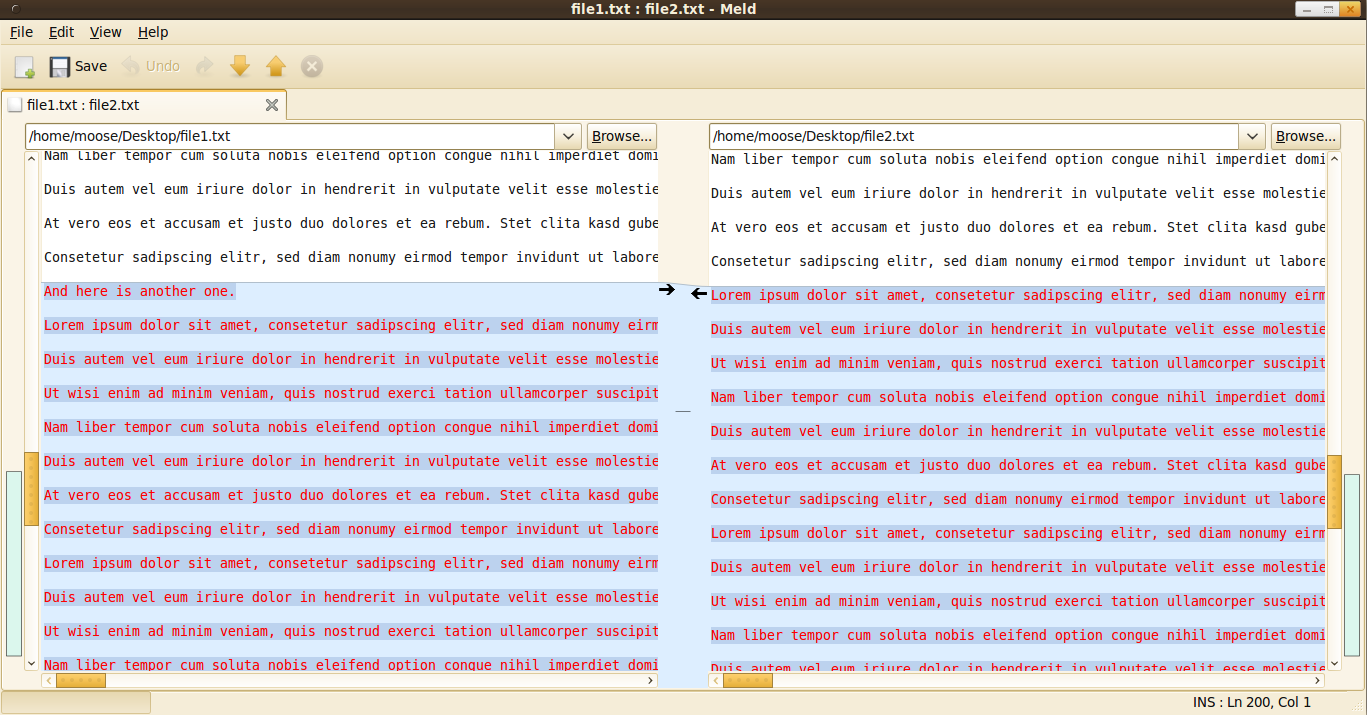 file1.txt : file2.txt - Meld
File Edit View Help
Save Undo
file1.txt : file2.txt
/home/moose/Desktop/file1.txt Browse...
Nam liber tempor cum soluta nobis eleifend option congue nihil imperdiet domi
Duis autem vel eum iriure dolor in hendrerit in vulputate velit esse molestie
At vero eos et accusam et justo duo dolores et ea rebum. Stet clita kasd gube
Consetetur sadipscing elitr, sed diam nonumy eirmod tempor invidunt ut labore
And here is another one.
Lorem ipsum dolor sit amet, consetetur sadipscing elitr, sed diam nonumy eirm
Duis autem vel eum iriure dolor in hendrerit in vulputate velit esse molestie
Ut wisi enim ad minim veniam, quis nostrud exerci tation ullamcorper suscipit
Nam liber tempor cum soluta nobis eleifend option congue nihil imperdiet domi
Duis autem vel eum iriure dolor in hendrerit in vulputate velit esse molestie
At vero eos et accusam et justo duo dolores et ea rebum. Stet clita kasd gube
Consetetur sadipscing elitr, sed diam nonumy eirmod tempor invidunt ut labore
Lorem ipsum dolor sit amet, consetetur sadipscing elitr, sed diam nonumy eirm
Duis autem vel eum iriure dolor in hendrerit in vulputate velit esse molestie
Ut wisi enim ad minim veniam, quis nostrud exerci tation ullamcorper suscipit
Nam liber tempor cum soluta nobis eleifend option congue nihil imperdiet domi
/home/moose/Desktop/file2.txt Browse...
Nam liber tempor cum soluta nobis eleifend option congue nihil imperdiet domi
Duis autem vel eum iriure dolor in hendrerit in vulputate velit esse molestie
At vero eos et accusam et justo duo dolores et ea rebum. Stet clita kasd gube
Consetetur sadipscing elitr, sed diam nonumy eirmod tempor invidunt ut labore
Lorem ipsum dolor sit amet, consetetur sadipscing elitr, sed diam nonumy eirm
Duis autem vel eum iriure dolor in hendrerit in vulputate velit esse molestie
Ut wisi enim ad minim veniam, quis nostrud exerci tation ullamcorper suscipit
Nam liber tempor cum soluta nobis eleifend option congue nihil imperdiet domi
Duis autem vel eum iriure dolor in hendrerit in vulputate velit esse molestie
At vero eos et accusam et justo duo dolores et ea rebum. Stet clita kasd gube
Consetetur sadipscing elitr, sed diam nonumy eirmod tempor invidunt ut labore
Lorem ipsum dolor sit amet, consetetur sadipscing elitr, sed diam nonumy eirm
Duis autem vel eum iriure dolor in hendrerit in vulputate velit esse molestie
Ut wisi enim ad minim veniam, quis nostrud exerci tation ullamcorper suscipit
Nam liber tempor cum soluta nobis eleifend option congue nihil imperdiet domi
Duis autem vel eum iriure dolor in hendrerit in vulputate velit esse molestie
INS : Ln 200, Col 1